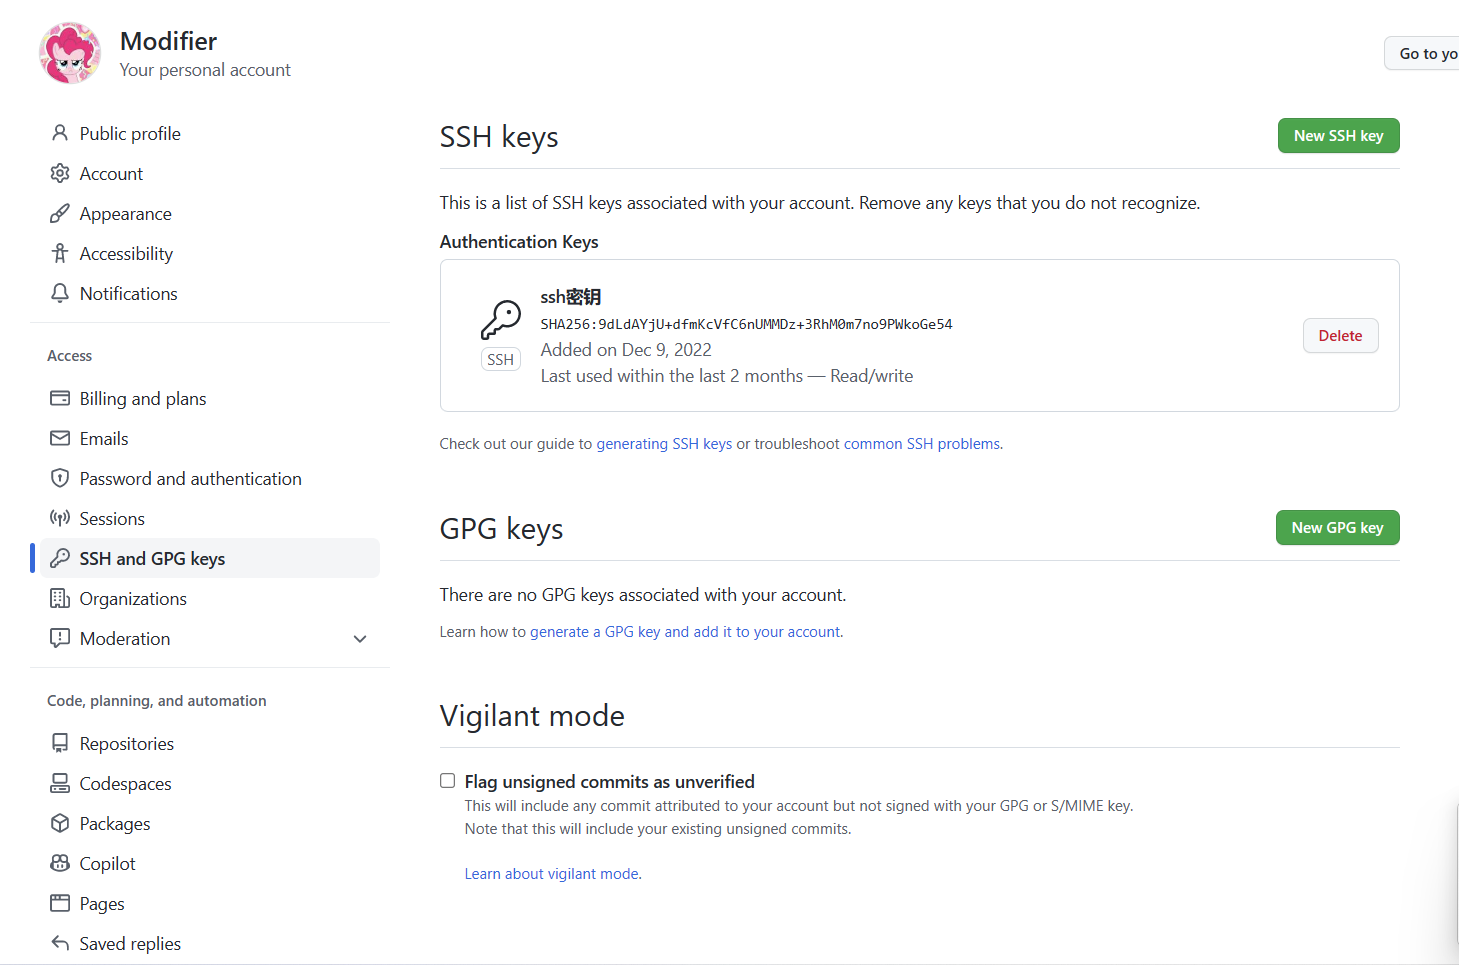 Modifier
Your personal account
Go to yo
Public profile
Account
Appearance
Accessibility
Notifications
Access
Billing and plans
Emails
Password and authentication
Sessions
SSH and GPG keys
Organizations
Moderation
Code, planning, and automation
Repositories
Codespaces
Packages
Copilot
Pages
Saved replies
SSH keys
New SSH key
This is a list of SSH keys associated with your account. Remove any keys that you do not recognize.
Authentication Keys
ssh密钥
SHA256:9dLdAYjU+dfmKcVfC6nUMMDz+3RhM0m7no9PWkoGe54
SSH
Added on Dec 9, 2022
Last used within the last 2 months — Read/write
Delete
Check out our guide to generating SSH keys or troubleshoot common SSH problems.
GPG keys
New GPG key
There are no GPG keys associated with your account.
Learn how to generate a GPG key and add it to your account.
Vigilant mode
Flag unsigned commits as unverified
This will include any commit attributed to your account but not signed with your GPG or S/MIME key.
Note that this will include your existing unsigned commits.
Learn about vigilant mode.